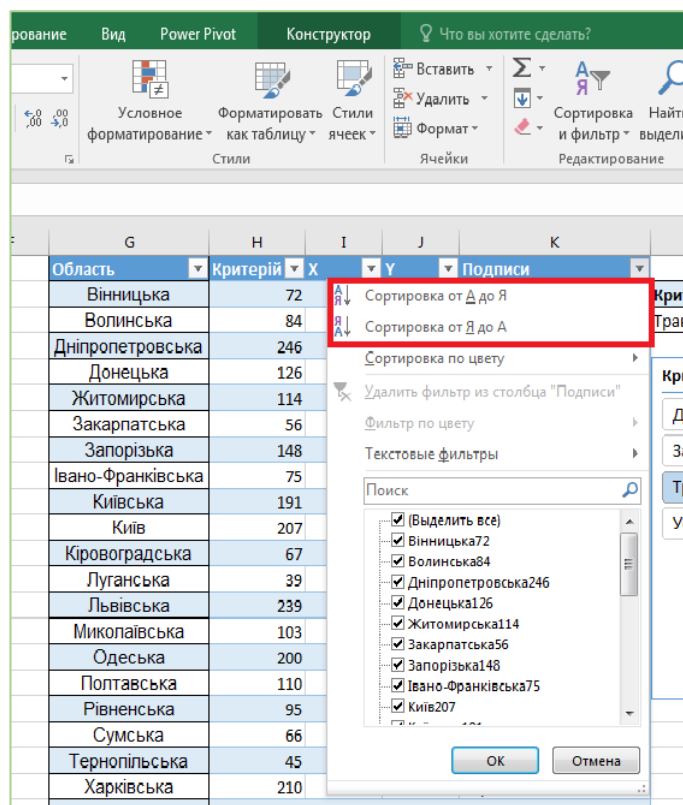 рование Вид Power Pivot Конструктор Что вы хотите сделать?
Условное форматирование
Форматировать как таблицу
Стили ячеек
Вставить
Удалить
Формат
Сортировка и фильтр
Стили Ячейки Редактирование
G H I J K
Область Критерій X Y Подписи
Вінницька 72
Волинська 84
Дніпропетровська 246
Донецька 126
Житомирська 114
Закарпатська 56
Запорізька 148
Івано-Франківська 75
Київська 191
Київ 207
Кіровоградська 67
Луганська 39
Львівська 239
Миколаївська 103
Одеська 200
Полтавська 110
Рівненська 95
Сумська 66
Тернопільська 45
Харківська 210
Сортировка от А до Я
Сортировка от Я до А
Сортировка по цвету
Удалить фильтр из столбца "Подписи"
Фильтр по цвету
Текстовые фильтры
Поиск
(Выделить все)
Вінницька72
Волинська84
Дніпропетровська246
Донецька126
Житомирська114
Закарпатська56
Запорізька148
Івано-Франківська75
Київ207
ОК Отмена